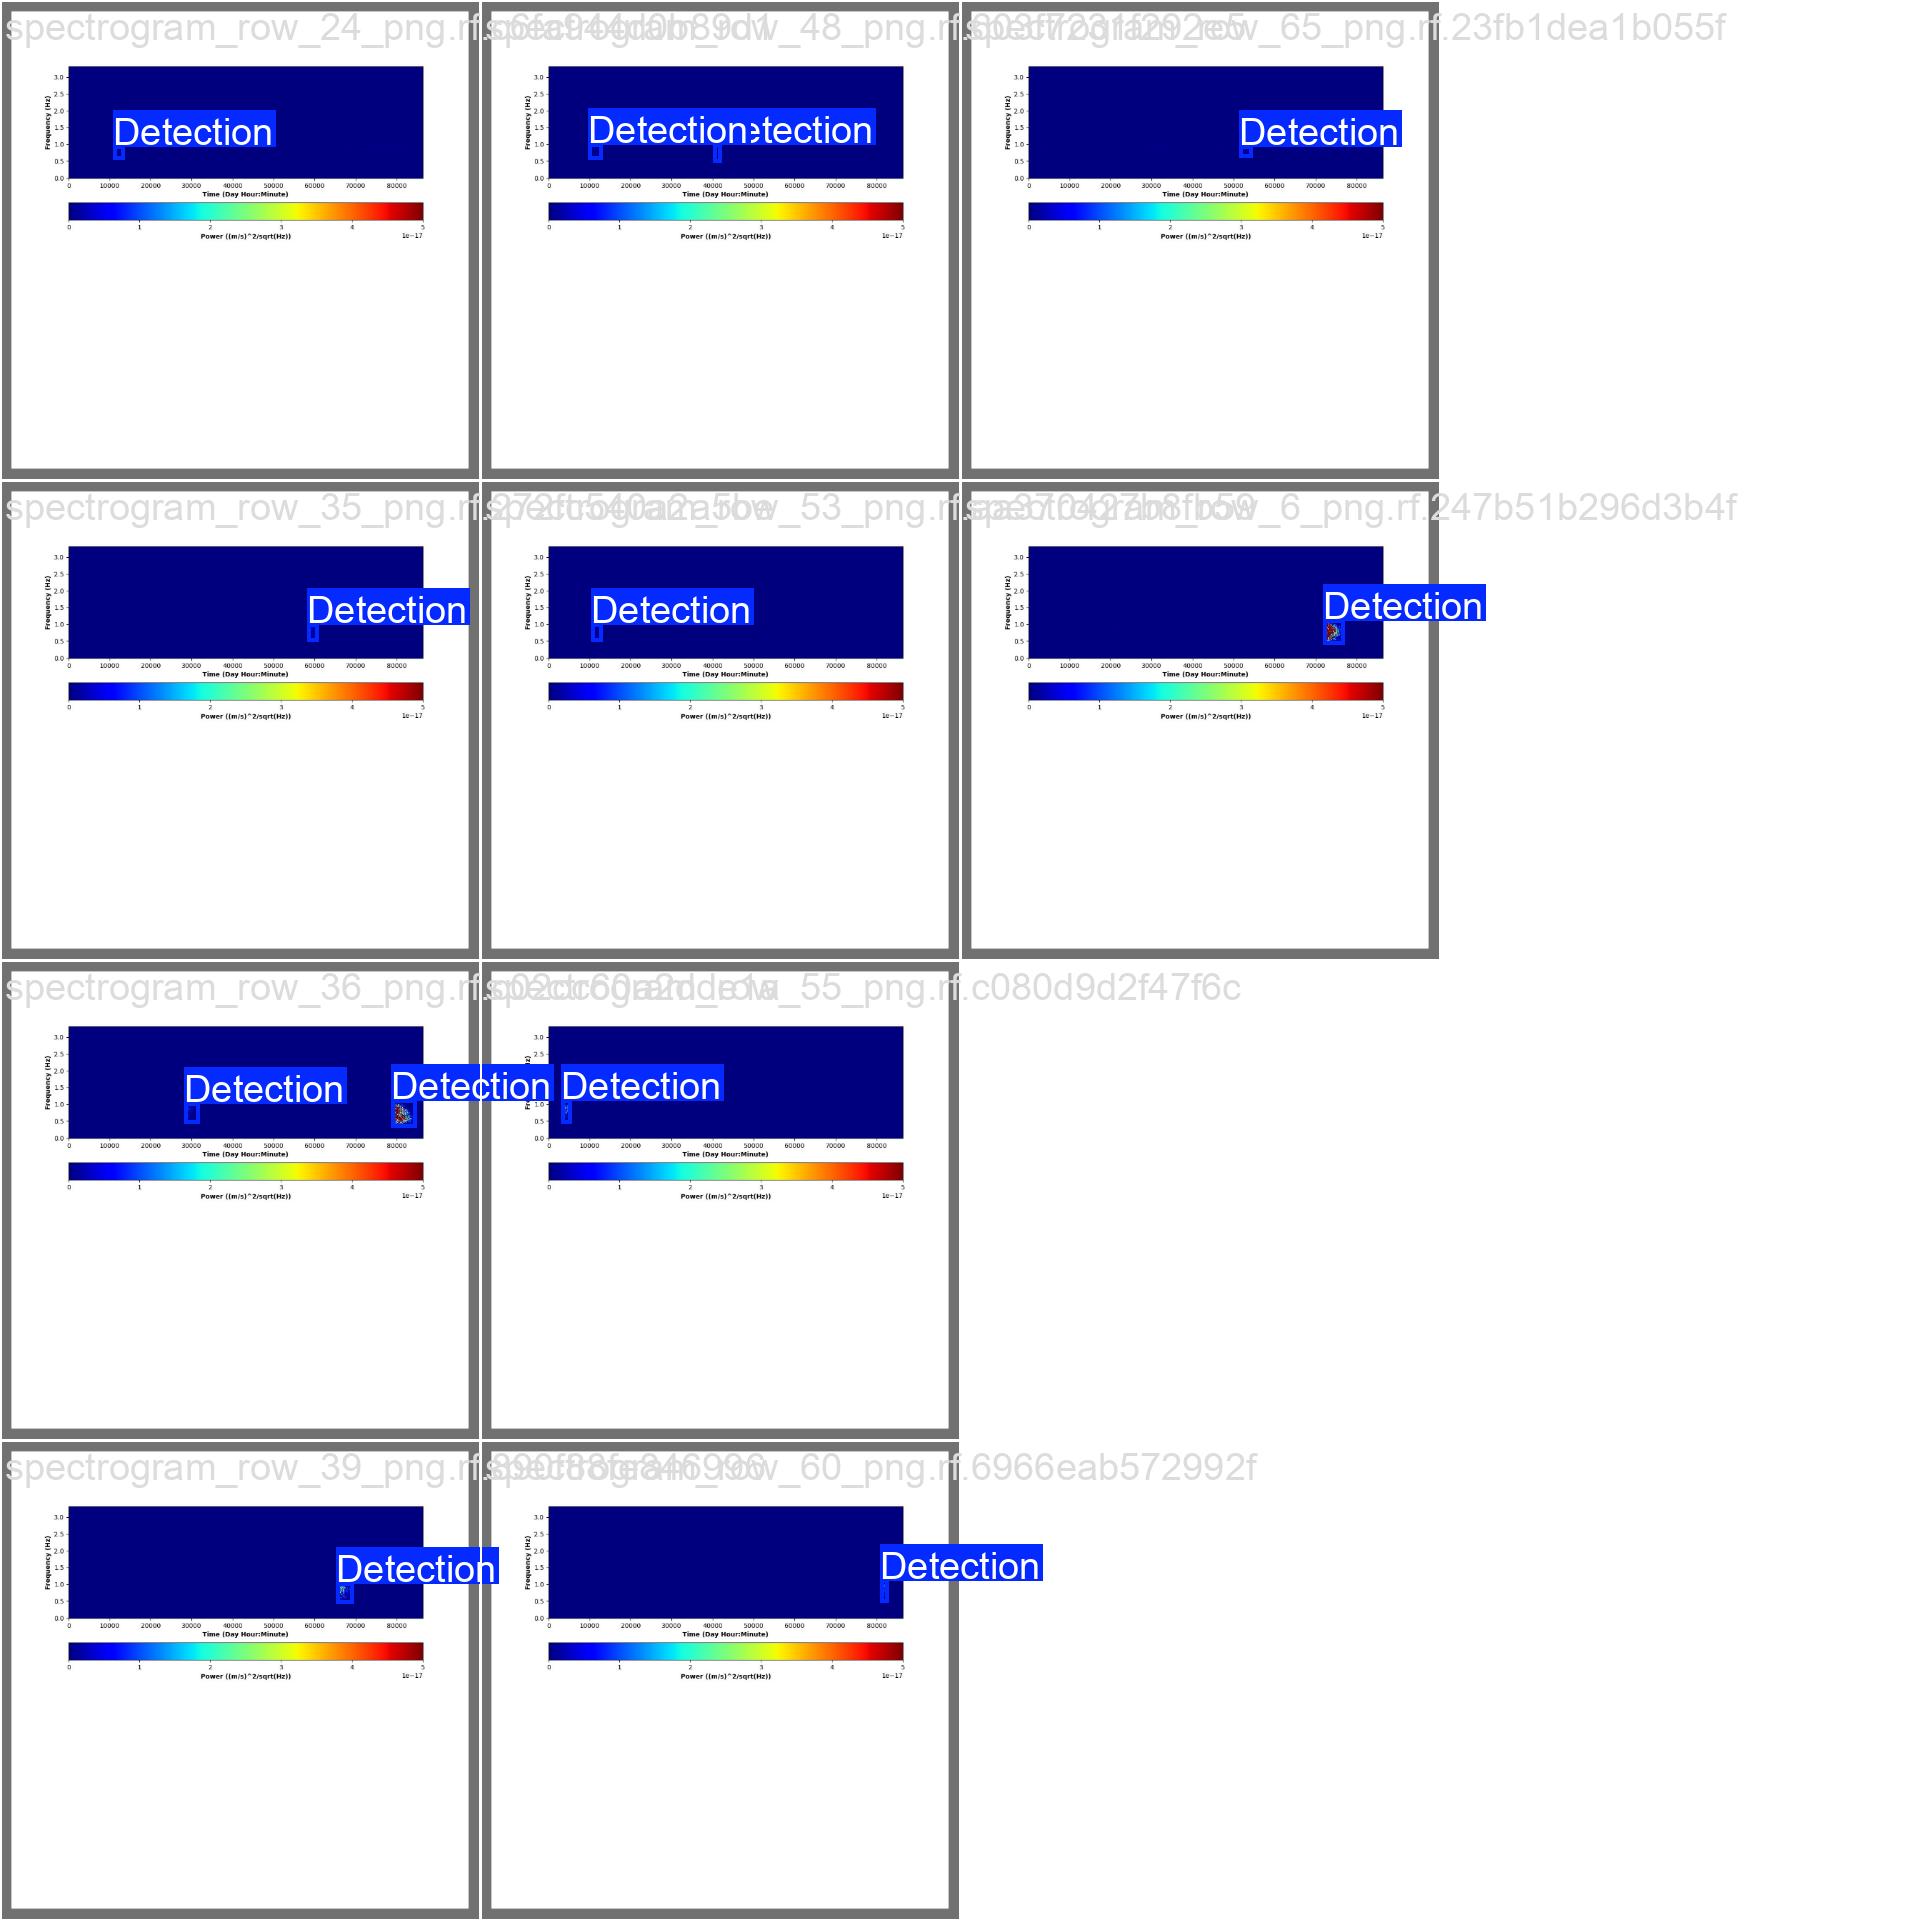 spectrogram_row_24_png.rf.
3.0
2.5
2.0
1.5
1.0
0.5
0.0
Frequency (Hz)
Detection
0 10000 20000 30000 40000 50000 60000 70000 80000
Time (Day Hour:Minute)
0 1 2 3 4 5
1e−17
Power ((m/s)^2/sqrt(Hz))
_48_png.rf.
3.0
2.5
2.0
1.5
1.0
0.5
0.0
Frequency (Hz)
Detection etection
0 10000 20000 30000 40000 50000 60000 70000 80000
Time (Day Hour:Minute)
0 1 2 3 4 5
1e−17
Power ((m/s)^2/sqrt(Hz))
_65_png.rf.23fb1dea1b055f
3.0
2.5
2.0
1.5
1.0
0.5
0.0
Frequency (Hz)
Detection
0 10000 20000 30000 40000 50000 60000 70000 80000
Time (Day Hour:Minute)
0 1 2 3 4 5
1e−17
Power ((m/s)^2/sqrt(Hz))
spectrogram_row_35_png.rf.
3.0
2.5
2.0
1.5
1.0
0.5
0.0
Frequency (Hz)
Detection
0 10000 20000 30000 40000 50000 60000 70000 80000
Time (Day Hour:Minute)
0 1 2 3 4 5
1e−17
Power ((m/s)^2/sqrt(Hz))
_53_png.rf.
3.0
2.5
2.0
1.5
1.0
0.5
0.0
Frequency (Hz)
Detection
0 10000 20000 30000 40000 50000 60000 70000 80000
Time (Day Hour:Minute)
0 1 2 3 4 5
1e−17
Power ((m/s)^2/sqrt(Hz))
_6_png.rf.247b51b296d3b4f
3.0
2.5
2.0
1.5
1.0
0.5
0.0
Frequency (Hz)
Detection
0 10000 20000 30000 40000 50000 60000 70000 80000
Time (Day Hour:Minute)
0 1 2 3 4 5
1e−17
Power ((m/s)^2/sqrt(Hz))
spectrogram_row_36_png.rf.
3.0
2.5
2.0
1.5
1.0
0.5
0.0
Frequency (Hz)
Detection Detection
0 10000 20000 30000 40000 50000 60000 70000 80000
Time (Day Hour:Minute)
0 1 2 3 4 5
1e−17
Power ((m/s)^2/sqrt(Hz))
_55_png.rf.c080d9d2f47f6c
3.0
2.5
2.0
1.5
1.0
0.5
0.0
Detection
0 10000 20000 30000 40000 50000 60000 70000 80000
Time (Day Hour:Minute)
0 1 2 3 4 5
1e−17
Power ((m/s)^2/sqrt(Hz))
spectrogram_row_39_png.rf.
3.0
2.5
2.0
1.5
1.0
0.5
0.0
Frequency (Hz)
Detection
0 10000 20000 30000 40000 50000 60000 70000 80000
Time (Day Hour:Minute)
0 1 2 3 4 5
1e−17
Power ((m/s)^2/sqrt(Hz))
_60_png.rf.6966eab572992f
3.0
2.5
2.0
1.5
1.0
0.5
0.0
Frequency (Hz)
Detection
0 10000 20000 30000 40000 50000 60000 70000 80000
Time (Day Hour:Minute)
0 1 2 3 4 5
1e−17
Power ((m/s)^2/sqrt(Hz))